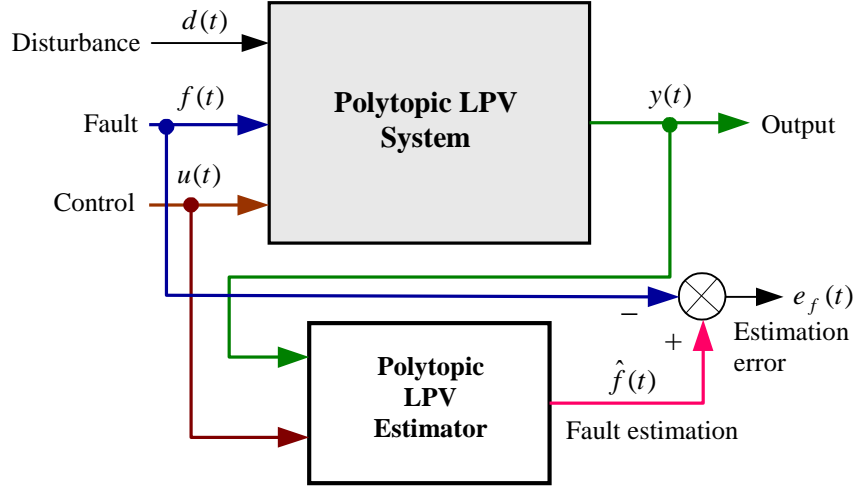 d(t)
Disturbance
f(t)
Fault
u(t)
Control
Polytopic LPV
System
y(t)
Output
−
+
e_f(t)
Estimation
error
Polytopic
LPV
Estimator
f̂(t)
Fault estimation